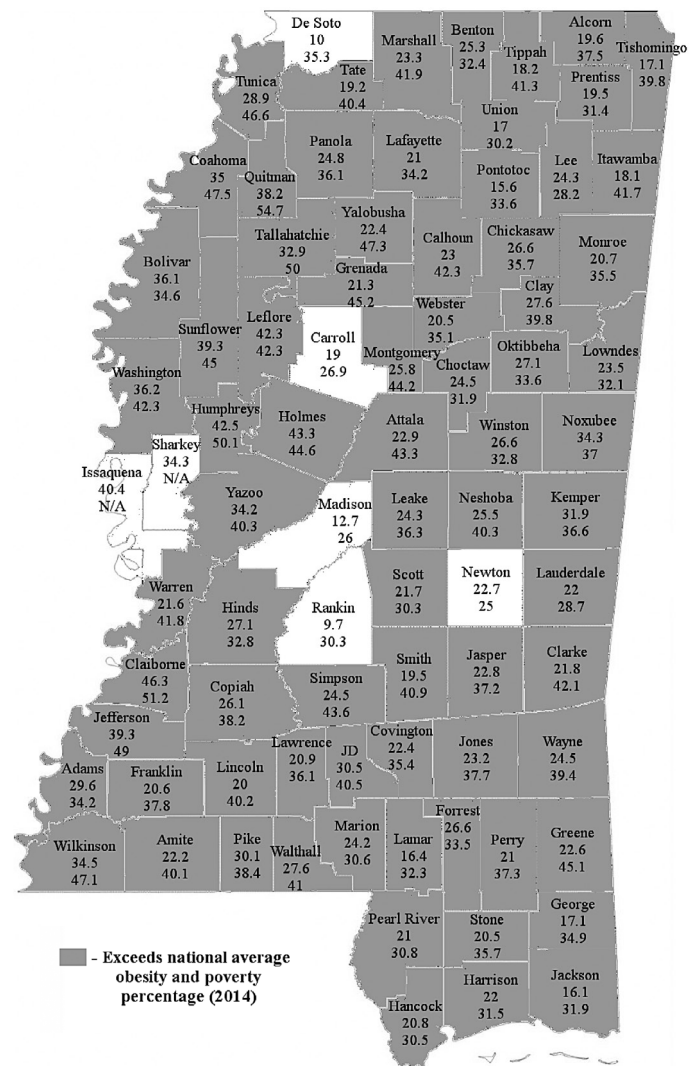 De Soto
10
35.3
Marshall
23.3
41.9
Benton
25.3
32.4
Tippah
18.2
41.3
Alcorn
19.6
37.5
Tishomingo
17.1
39.8
Prentiss
19.5
31.4
Tunica
28.9
46.6
Tate
19.2
40.4
Union
17
30.2
Panola
24.8
36.1
Lafayette
21
34.2
Pontotoc
15.6
33.6
Lee
24.3
28.2
Itawamba
18.1
41.7
Coahoma
35
47.5
Quitman
38.2
54.7
Yalobusha
22.4
47.3
Tallahatchie
32.9
50
Calhoun
23
42.3
Chickasaw
26.6
35.7
Monroe
20.7
35.5
Bolivar
36.1
34.6
Grenada
21.3
45.2
Clay
27.6
39.8
Leflore
42.3
42.3
Sunflower
39.3
45
Carroll
19
26.9
Webster
20.5
35.1
Montgomery
25.8
44.2
Choctaw
24.5
31.9
Oktibbeha
27.1
33.6
Lowndes
23.5
32.1
Washington
36.2
42.3
Humphreys
42.5
50.1
Holmes
43.3
44.6
Attala
22.9
43.3
Winston
26.6
32.8
Noxubee
34.3
37
Sharkey
34.3
N/A
Issaquena
40.4
N/A
Yazoo
34.2
40.3
Madison
12.7
26
Leake
24.3
36.3
Neshoba
25.5
40.3
Kemper
31.9
36.6
Warren
21.6
41.8
Hinds
27.1
32.8
Rankin
9.7
30.3
Scott
21.7
30.3
Newton
22.7
25
Lauderdale
22
28.7
Claiborne
46.3
51.2
Copiah
26.1
38.2
Simpson
24.5
43.6
Smith
19.5
40.9
Jasper
22.8
37.2
Clarke
21.8
42.1
Jefferson
39.3
49
Adams
29.6
34.2
Franklin
20.6
37.8
Lincoln
20
40.2
Lawrence
20.9
36.1
JD
30.5
40.5
Covington
22.4
35.4
Jones
23.2
37.7
Wayne
24.5
39.4
Wilkinson
34.5
47.1
Amite
22.2
40.1
Pike
30.1
38.4
Walthall
27.6
41
Marion
24.2
30.6
Lamar
16.4
32.3
Forrest
26.6
33.5
Perry
21
37.3
Greene
22.6
45.1
Pearl River
21
30.8
Stone
20.5
35.7
George
17.1
34.9
Hancock
20.8
30.5
Harrison
22
31.5
Jackson
16.1
31.9
- Exceeds national average
obesity and poverty
percentage (2014)